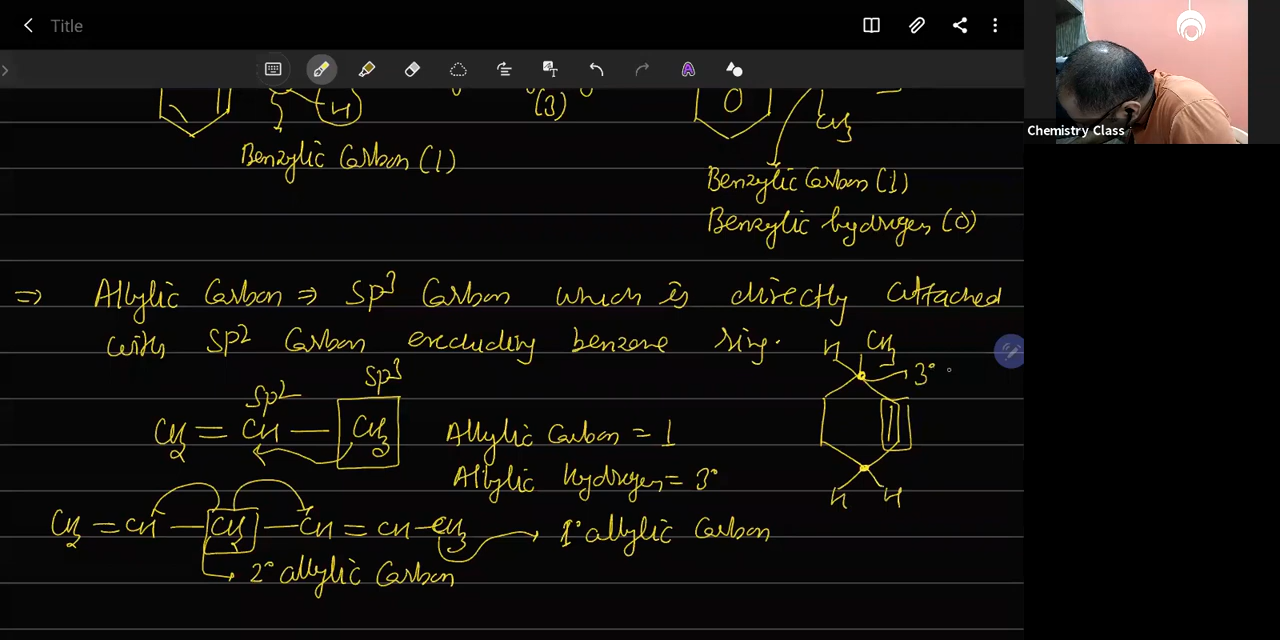 Title
(H)
(3)
CH3
Benzylic Carbon (1)
Benzylic Carbon (1)
Benzylic hydrogen (0)
⇒ Allylic Carbon ⇒ Sp3 Carbon which is directly attached
with SP2 Carbon excluding benzene ring.
H CH3
3°
Sp2 Sp3
CH2 = CH — CH3
Allylic Carbon = 1
Allylic hydrogen = 3°
H H
CH2 = CH — CH2 — CH = CH — CH3 → 1° allylic Carbon
→ 2° allylic Carbon
Chemistry Class